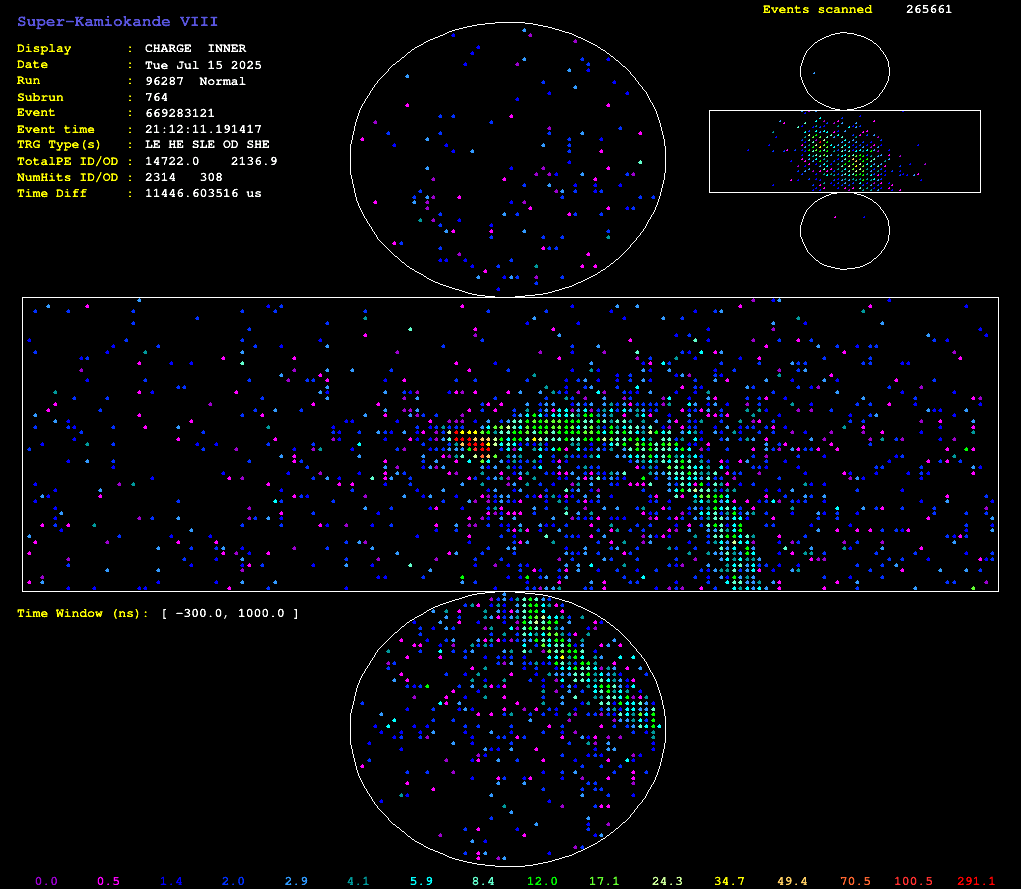 Super-Kamiokande VIII
Events scanned 265661
Display : CHARGE INNER
Date : Tue Jul 15 2025
Run : 96287 Normal
Subrun : 764
Event : 669283121
Event time : 21:12:11.191417
TRG Type(s) : LE HE SLE OD SHE
TotalPE ID/OD : 14722.0 2136.9
NumHits ID/OD : 2314 308
Time Diff : 11446.603516 us
Time Window (ns): [ -300.0, 1000.0 ]
0.0 0.5 1.4 2.0 2.9 4.1 5.9 8.4 12.0 17.1 24.3 34.7 49.4 70.5 100.5 291.1